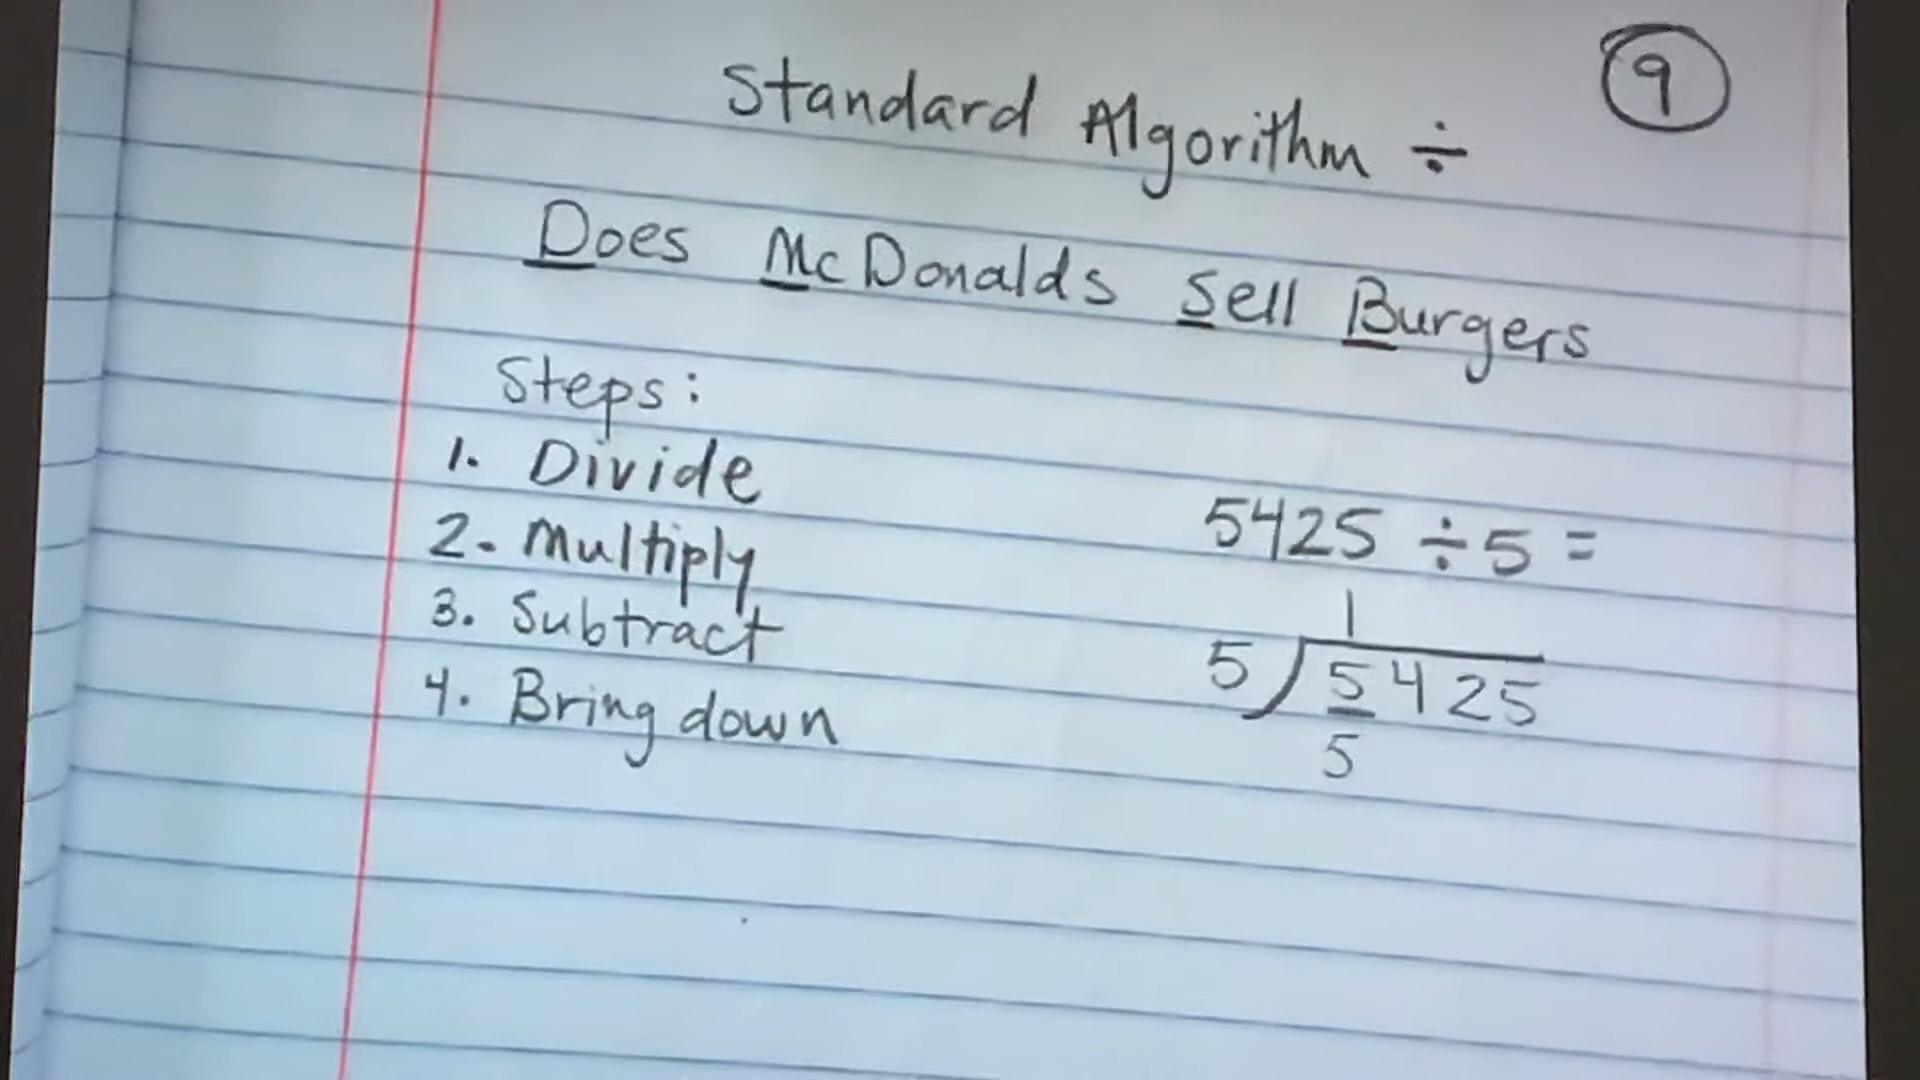 Standard Algorithm ÷
9
Does McDonalds Sell Burgers
Steps:
1. Divide
2. Multiply
3. Subtract
4. Bring down
5425 ÷ 5 =
1
5 ) 5425
5